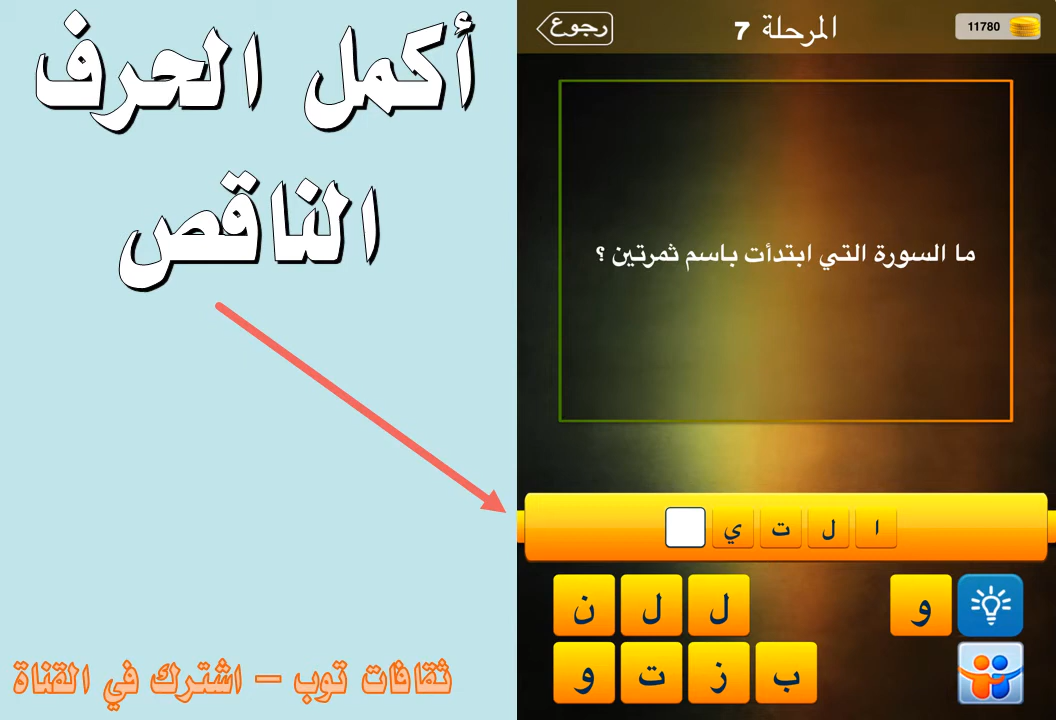 أكمل الحرف
الناقص
ثقافات توب – اشترك في القناة
رجوع
المرحلة 7
11780
ما السورة التي ابتدأت باسم ثمرتين ؟
ا ل ت ي
و ل ل ن
ب ز ت و